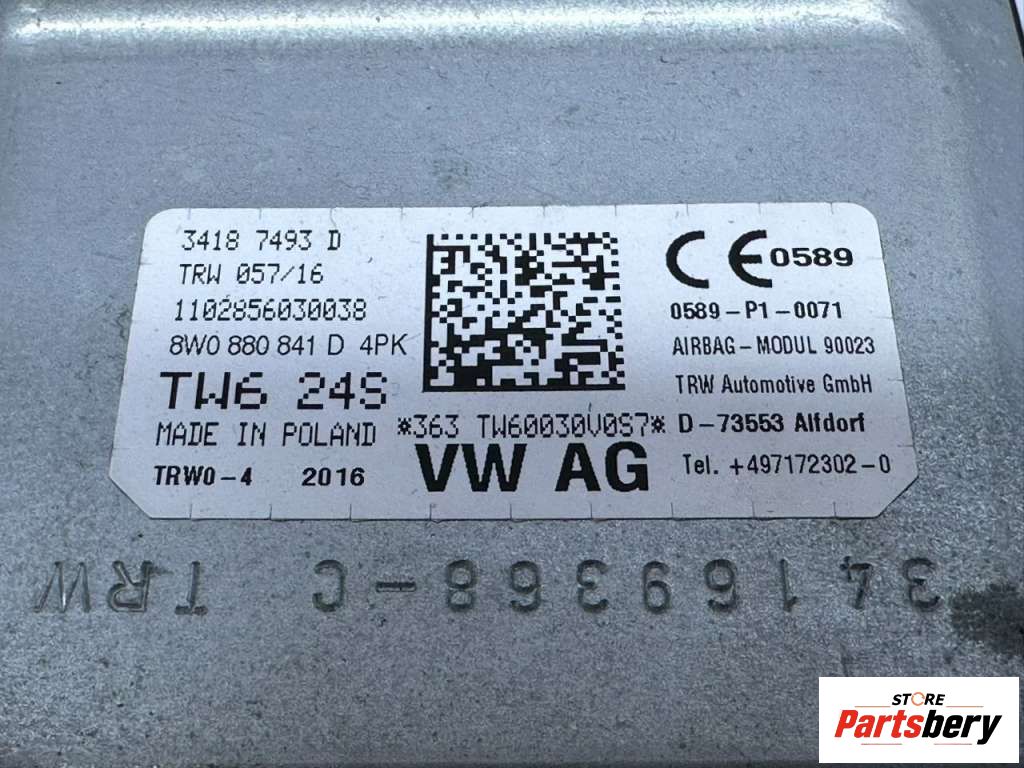 3418 7493 D
TRW 057/16
1102856030038
8W0 880 841 D 4PK
TW6 24S
MADE IN POLAND
*363 TW60030V0S7*
TRW0-4 2016
VW AG
CE 0589
0589-P1-0071
AIRBAG-MODUL 90023
TRW Automotive GmbH
D-73553 Alfdorf
Tel. +497172302-0
TRW C-89369143
STORE
Partsbery